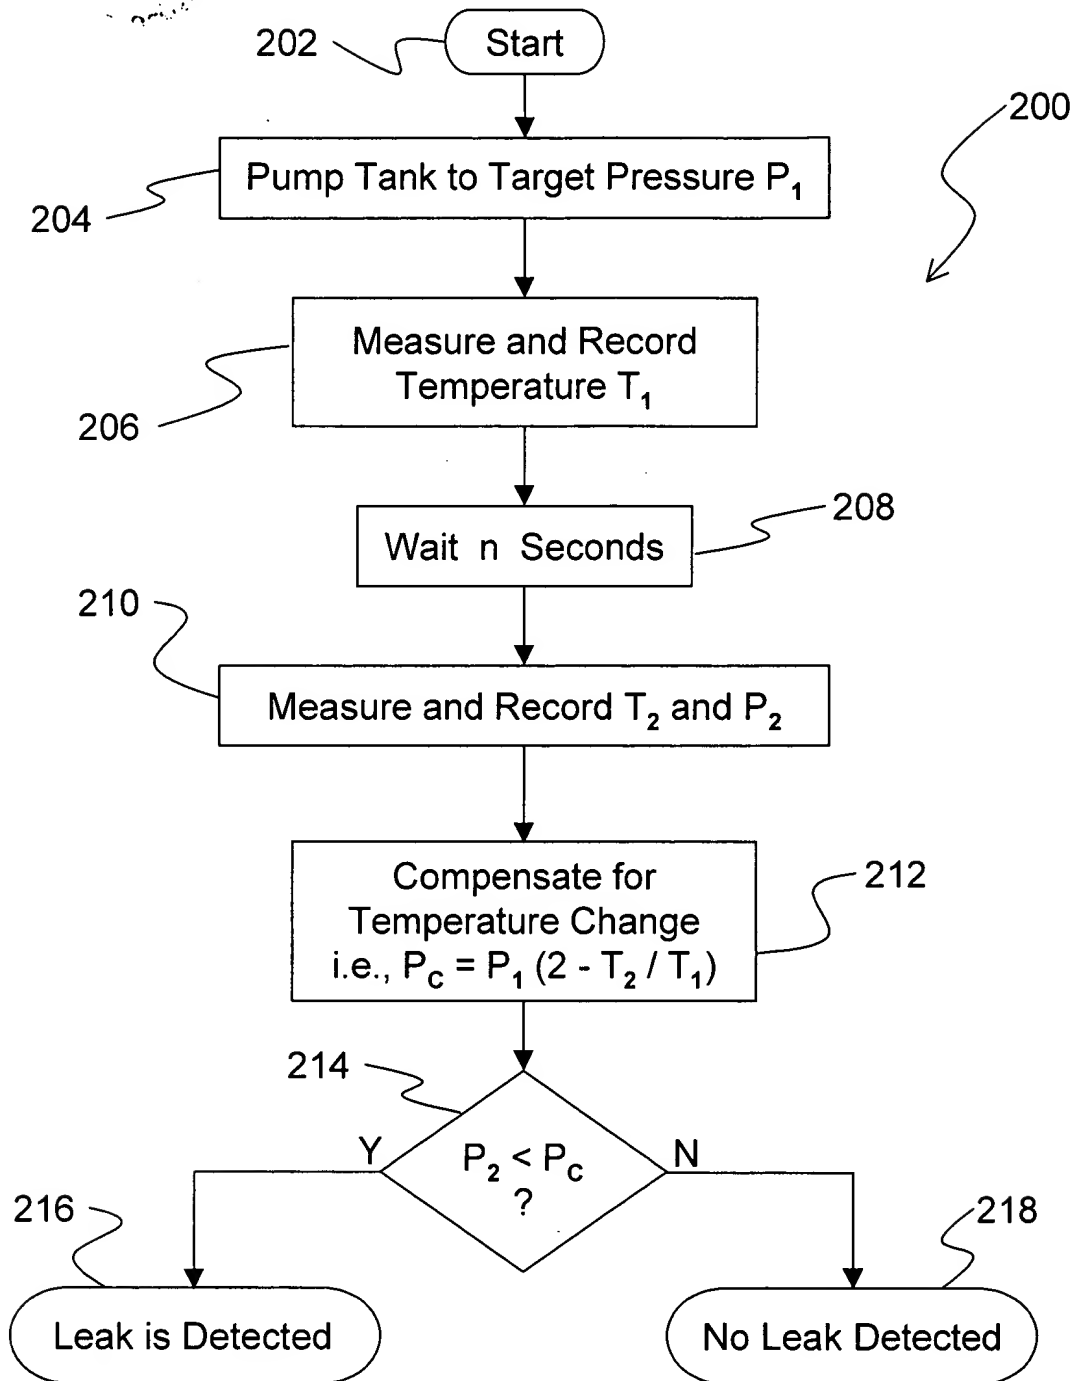 202
Start
200
Pump Tank to Target Pressure P₁
204
Measure and Record
Temperature T₁
206
208
Wait n Seconds
210
Measure and Record T₂ and P₂
Compensate for
Temperature Change
i.e., P_C = P₁ (2 - T₂ / T₁)
212
214
Y
P₂ < P_C
?
N
216
218
Leak is Detected
No Leak Detected